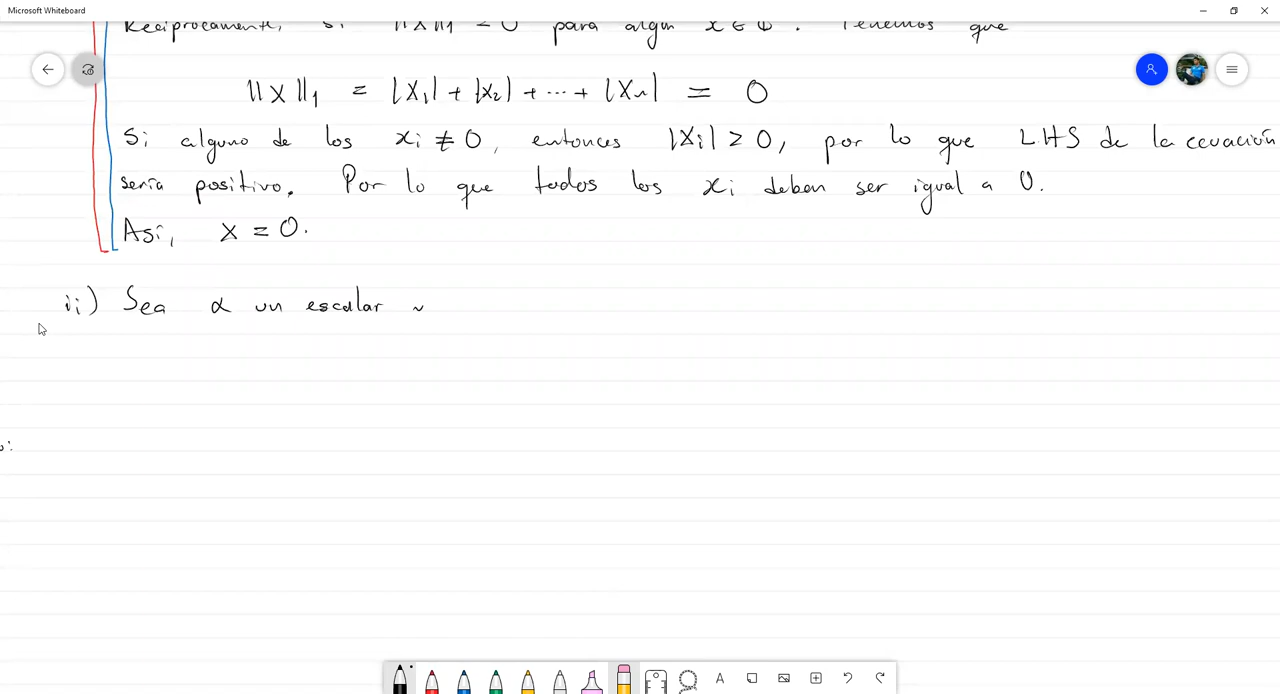 Microsoft Whiteboard
Reciprocamente, si ||x||₁ = 0 para algún x ∈ ℂ. Tenemos que
||x||₁ = |x₁| + |x₂| + ... + |xₙ| = 0
Si alguno de los xi ≠ 0, entonces |xi| ≥ 0, por lo que LHS de la ecuación
sería positivo. Por lo que todos los xi deben ser igual a 0.
Así, x = 0.
ii) Sea α un escalar
o: